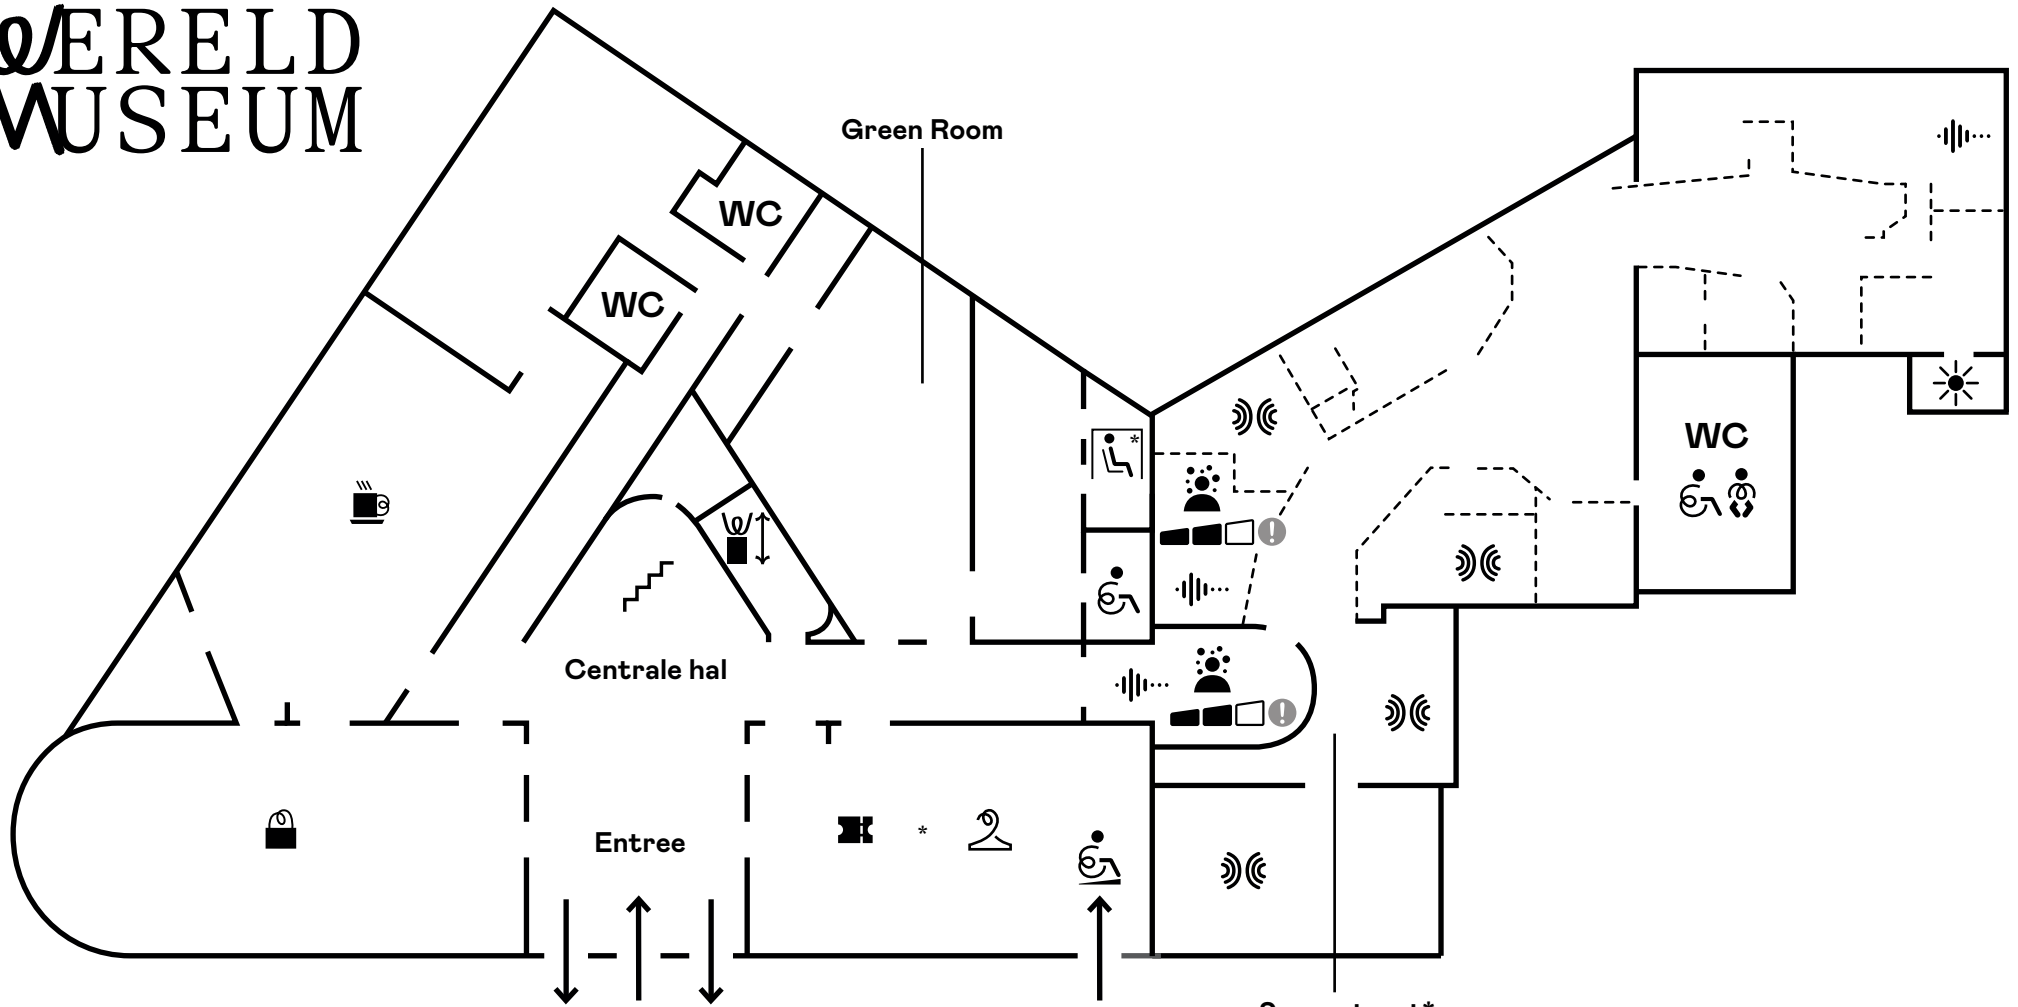 WERELD
MUSEUM
Green Room
WC
WC
*
WC
Centrale hal
Entree
*